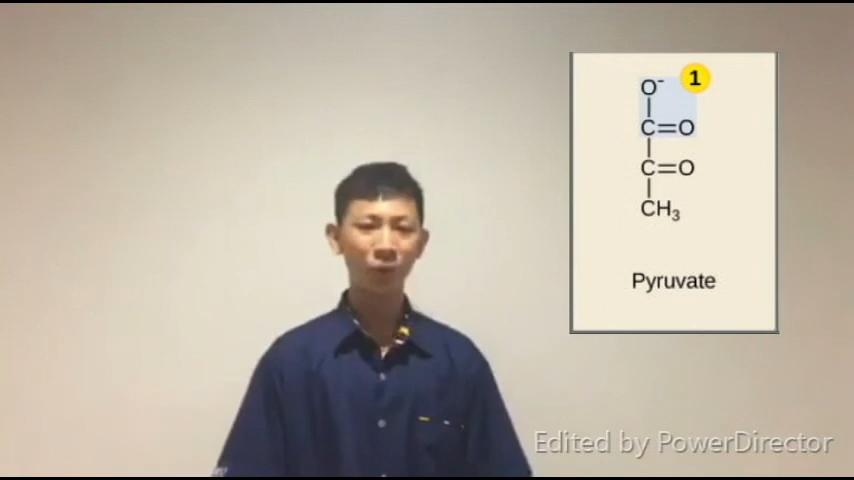 1
O-
C=O
C=O
CH3
Pyruvate
Edited by PowerDirector